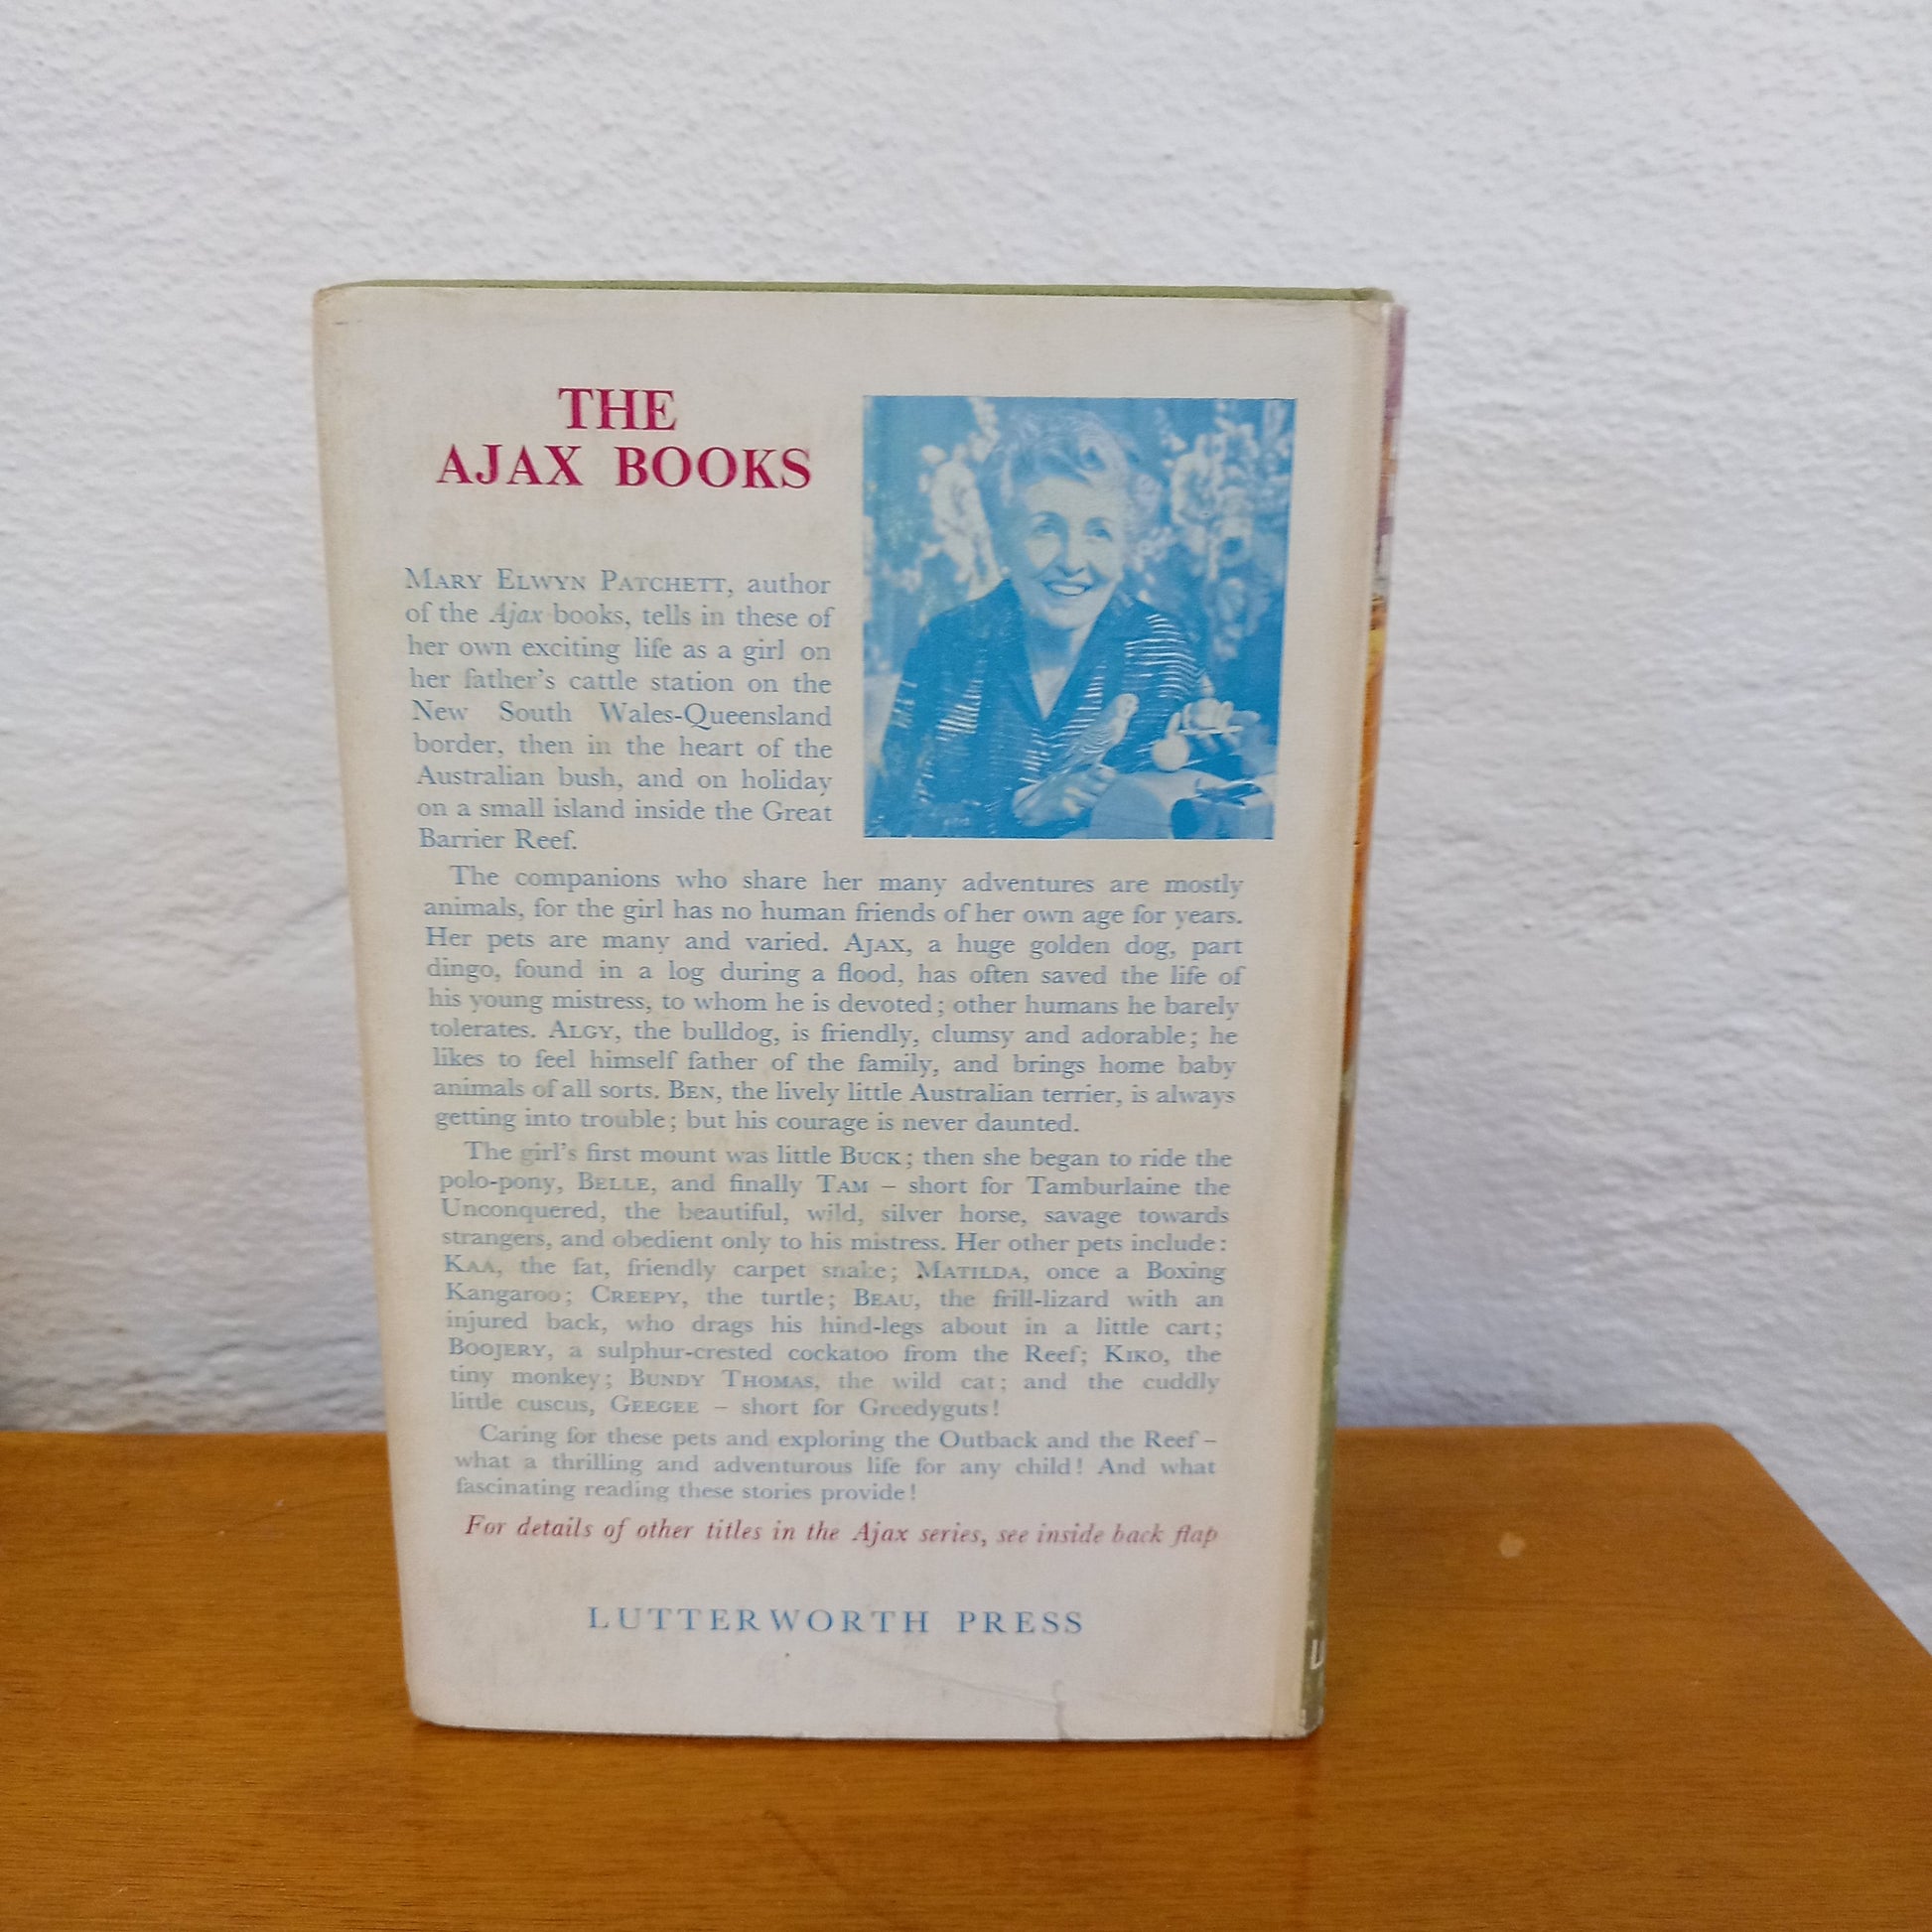 THE
AJAX BOOKS
MARY ELWYN PATCHETT, author
of the Ajax books, tells in these of
her own exciting life as a girl on
her father's cattle station on the
New South Wales-Queensland
border, then in the heart of the
Australian bush, and on holiday
on a small island inside the Great
Barrier Reef.
The companions who share her many adventures are mostly
animals, for the girl has no human friends of her own age for years.
Her pets are many and varied. AJAX, a huge golden dog, part
dingo, found in a log during a flood, has often saved the life of
his young mistress, to whom he is devoted; other humans he barely
tolerates. ALGY, the bulldog, is friendly, clumsy and adorable; he
likes to feel himself father of the family, and brings home baby
animals of all sorts. BEN, the lively little Australian terrier, is always
getting into trouble; but his courage is never daunted.
The girl's first mount was little BUCK; then she began to ride the
polo-pony, BELLE, and finally TAM – short for Tamburlaine the
Unconquered, the beautiful, wild, silver horse, savage towards
strangers, and obedient only to his mistress. Her other pets include:
KAA, the fat, friendly carpet snake; MATILDA, once a Boxing
Kangaroo; CREEPY, the turtle; BEAU, the frill-lizard with an
injured back, who drags his hind-legs about in a little cart;
BOOJERY, a sulphur-crested cockatoo from the Reef; KIKO, the
tiny monkey; BUNDY THOMAS, the wild cat; and the cuddly
little cuscus, GEEGEE – short for Greedyguts!
Caring for these pets and exploring the Outback and the Reef –
what a thrilling and adventurous life for any child! And what
fascinating reading these stories provide!
For details of other titles in the Ajax series, see inside back flap
LUTTERWORTH PRESS